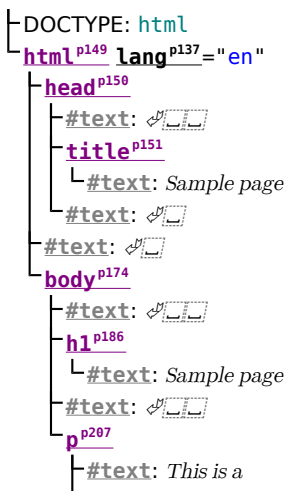 DOCTYPE: html
html p149 lang p137="en"
head p150
#text: ⏎␣␣
title p151
#text: Sample page
#text: ⏎␣
#text: ⏎␣
body p174
#text: ⏎␣␣
h1 p186
#text: Sample page
#text: ⏎␣␣
p p207
#text: This is a